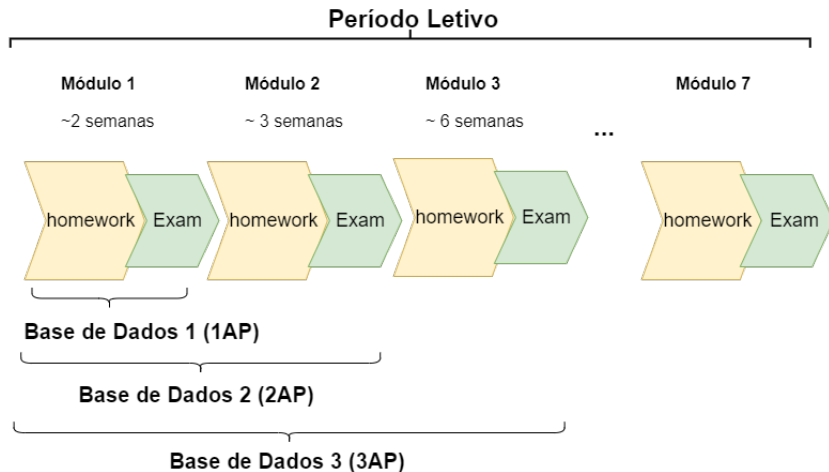 Período Letivo
Módulo 1 Módulo 2 Módulo 3 Módulo 7
~2 semanas ~ 3 semanas ~ 6 semanas ...
homework Exam homework Exam homework Exam homework Exam
Base de Dados 1 (1AP)
Base de Dados 2 (2AP)
Base de Dados 3 (3AP)